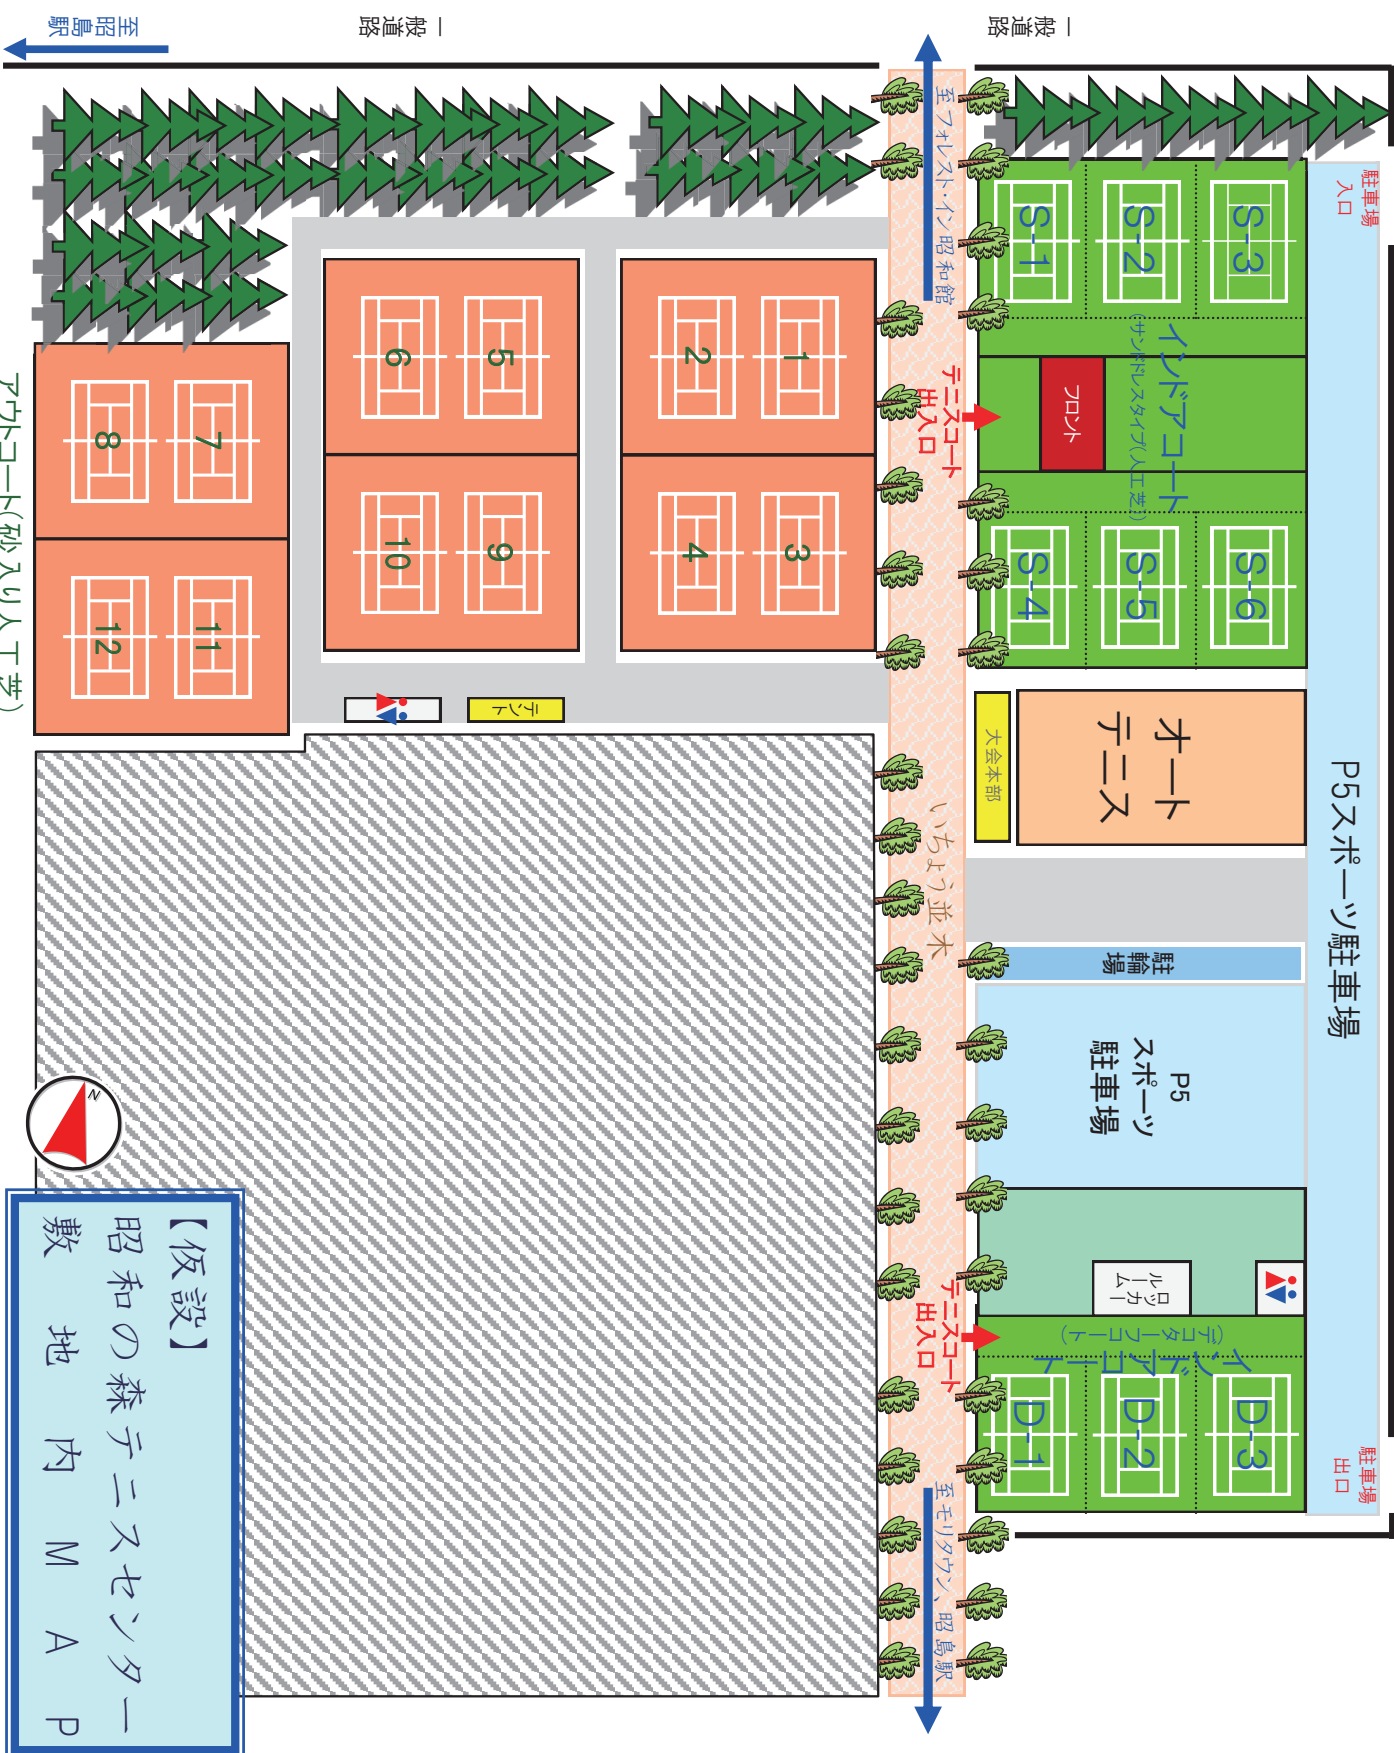 至昭島駅
一般道路
一般道路
駐車場
入口
至 フォレスト・イン 昭和館
S-1
S-2
S-3
インドアコート
(サンドドレスタイプ(人工芝))
フロント
テニスコート
出入口
S-4
S-5
S-6
1
2
3
4
5
6
9
10
7
8
11
12
アウトコート(砂入り人工芝)
テント
大会本部
オート
テニス
P5スポーツ駐車場
いちょう並木
駐輪場
P5
スポーツ
駐車場
ロッカー
ルーム
テニスコート
出入口
(デコターフコート)
インドアコート
D-1
D-2
D-3
駐車場
出口
至 モリタウン、昭島駅
N
【仮設】
昭和の森テニスセンター
敷地内MAP